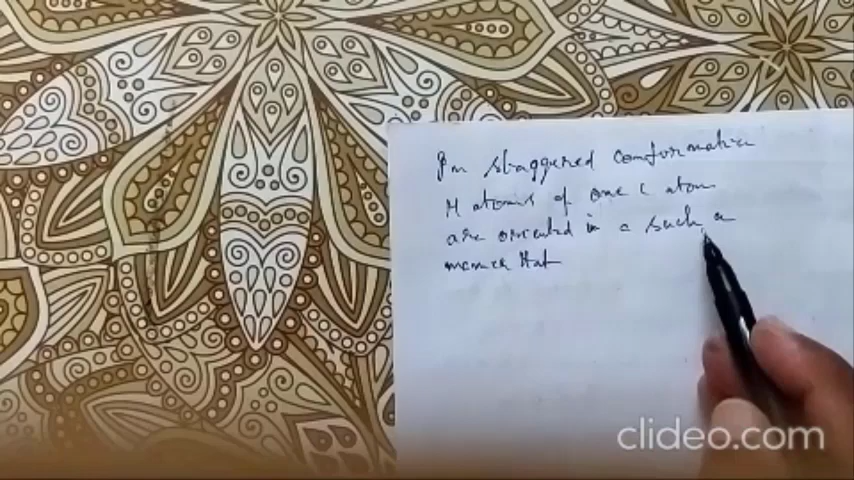 In staggered conformation
H atoms of one C atom
are oriented in a such a
manner that
clideo.com